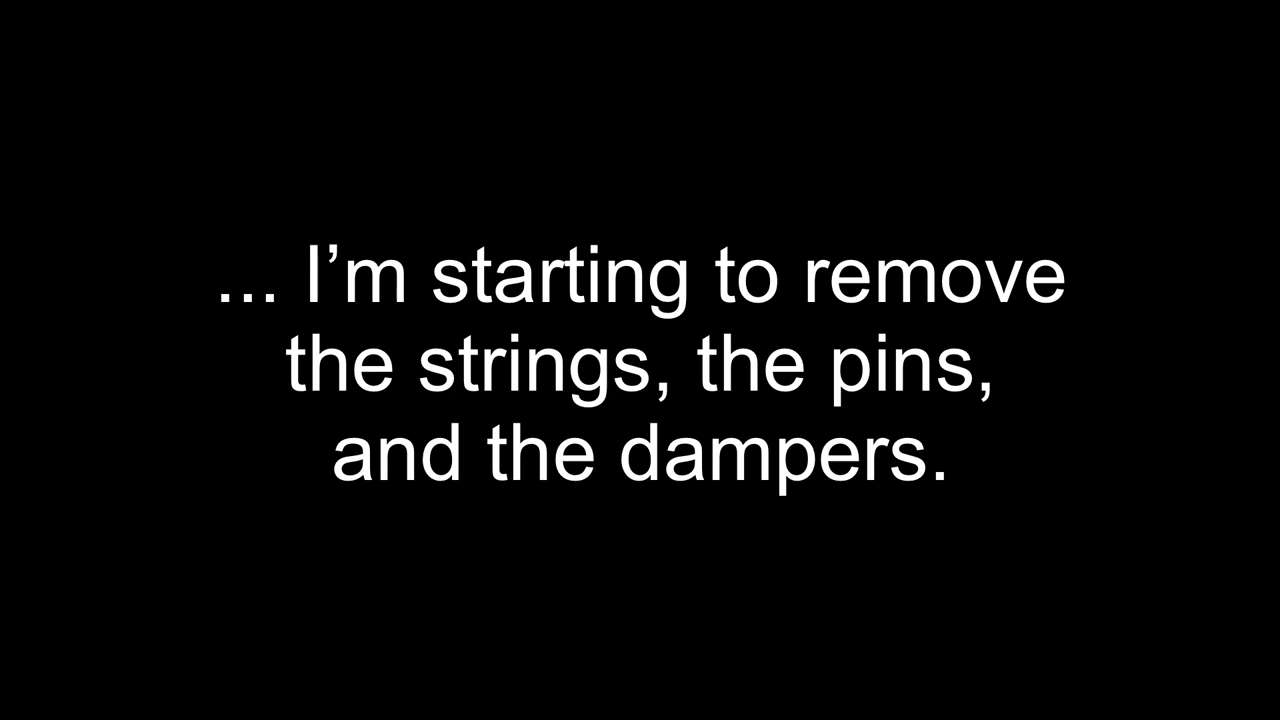 ... I’m starting to remove
the strings, the pins,
and the dampers.